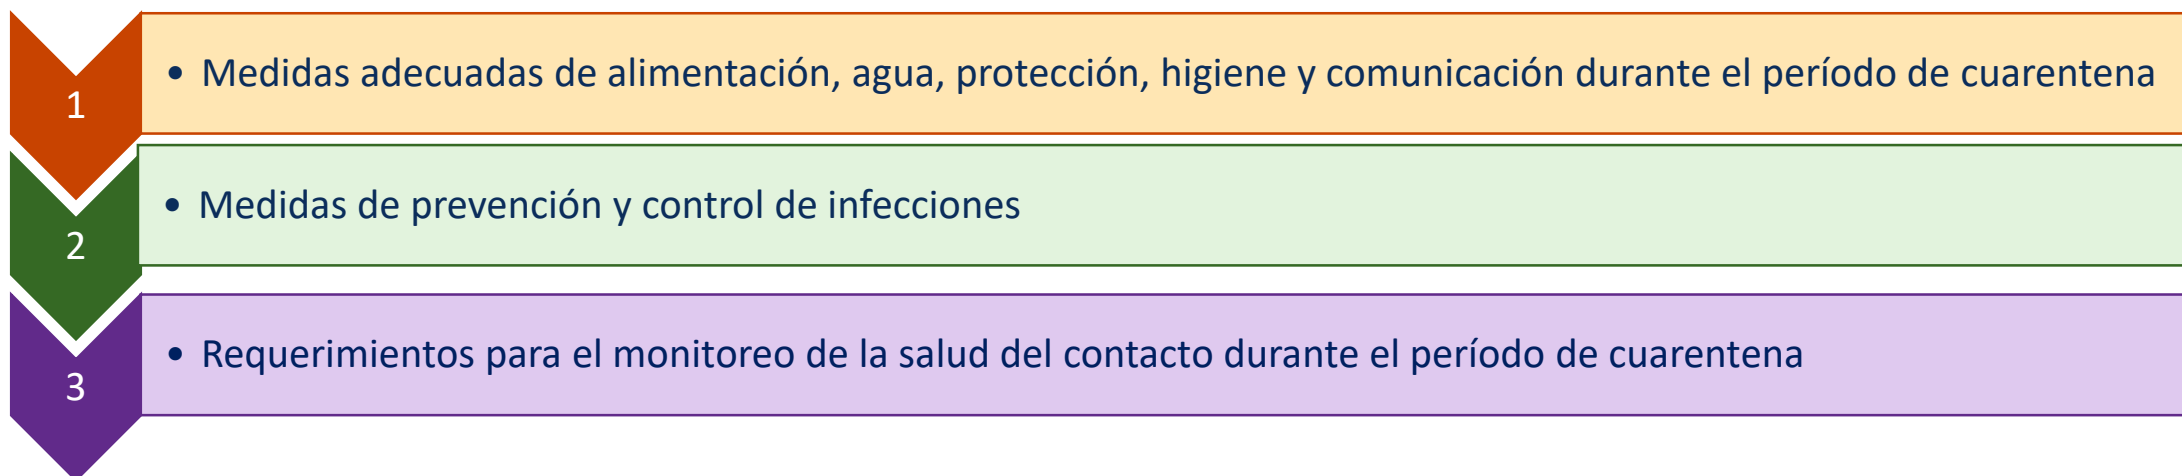 1
• Medidas adecuadas de alimentación, agua, protección, higiene y comunicación durante el período de cuarentena
2
• Medidas de prevención y control de infecciones
3
• Requerimientos para el monitoreo de la salud del contacto durante el período de cuarentena